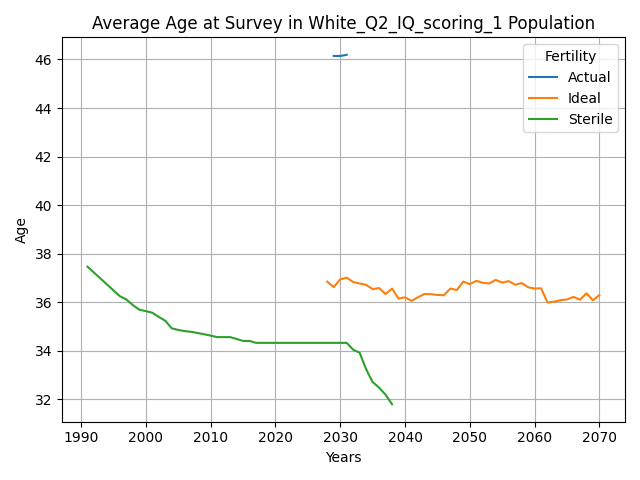 Average Age at Survey in White_Q2_IQ_scoring_1 Population
Fertility
Actual
Ideal
Sterile
Age
46
44
42
40
38
36
34
32
1990 2000 2010 2020 2030 2040 2050 2060 2070
Years